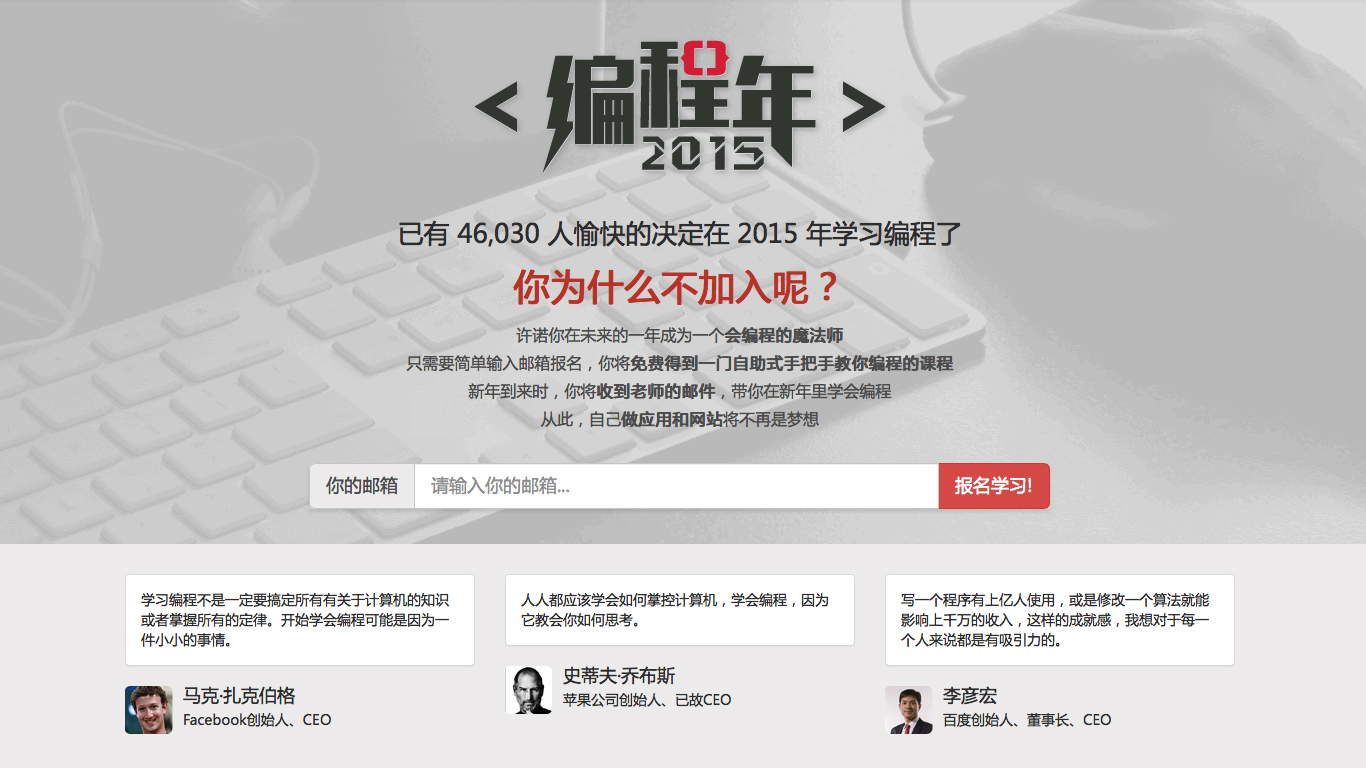 <编程年>
2015
已有 46,030 人愉快的决定在 2015 年学习编程了
你为什么不加入呢？
许诺你在未来的一年成为一个会编程的魔法师
只需要简单输入邮箱报名，你将免费得到一门自助式手把手教你编程的课程
新年到来时，你将收到老师的邮件，带你在新年里学会编程
从此，自己做应用和网站将不再是梦想
你的邮箱 请输入你的邮箱... 报名学习!
学习编程不是一定要搞定所有有关于计算机的知识
或者掌握所有的定律。开始学会编程可能是因为一
件小小的事情。
马克·扎克伯格
Facebook创始人、CEO
人人都应该学会如何掌控计算机，学会编程，因为
它教会你如何思考。
史蒂夫·乔布斯
苹果公司创始人、已故CEO
写一个程序有上亿人使用，或是修改一个算法就能
影响上千万的收入，这样的成就感，我想对于每一
个人来说都是有吸引力的。
李彦宏
百度创始人、董事长、CEO